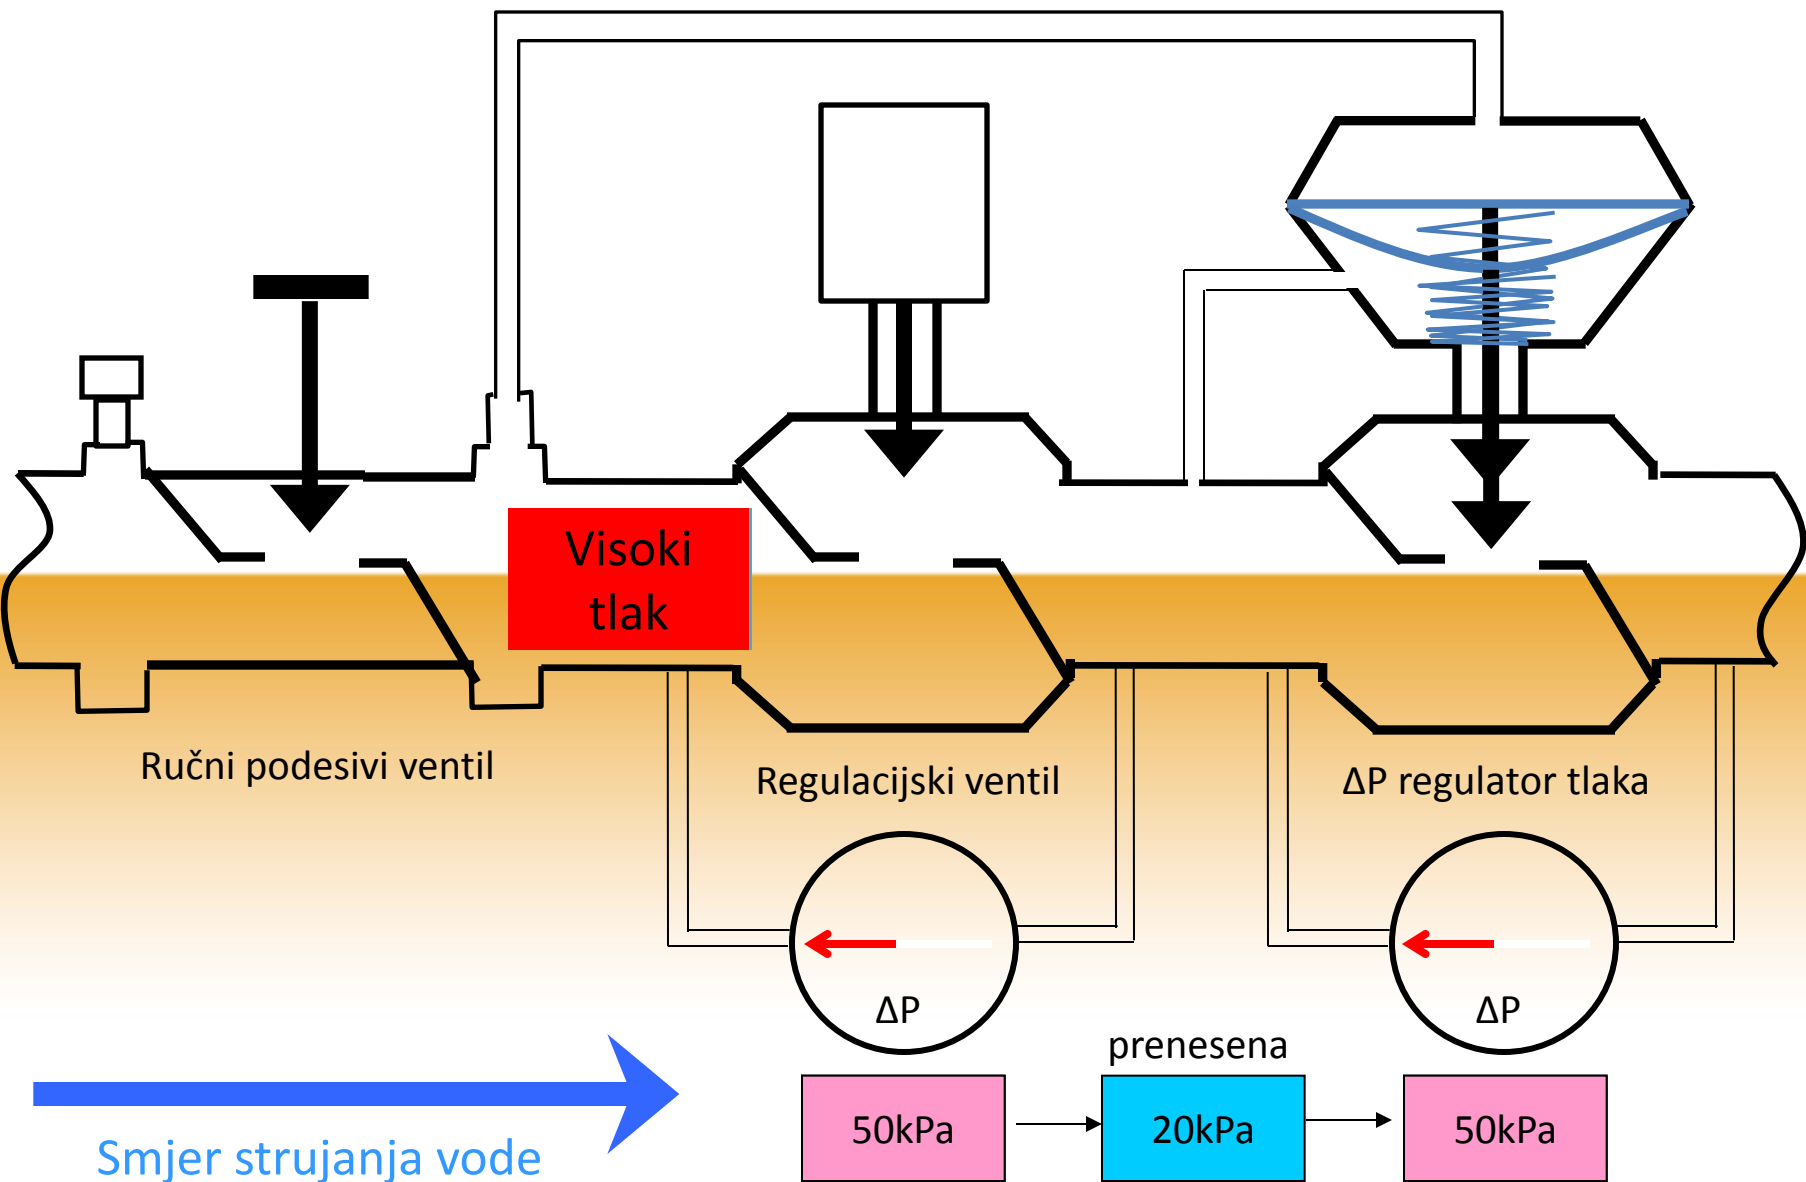 Visoki
tlak
Ručni podesivi ventil
Regulacijski ventil
ΔP regulator tlaka
ΔP
ΔP
prenesena
50kPa
20kPa
50kPa
Smjer strujanja vode